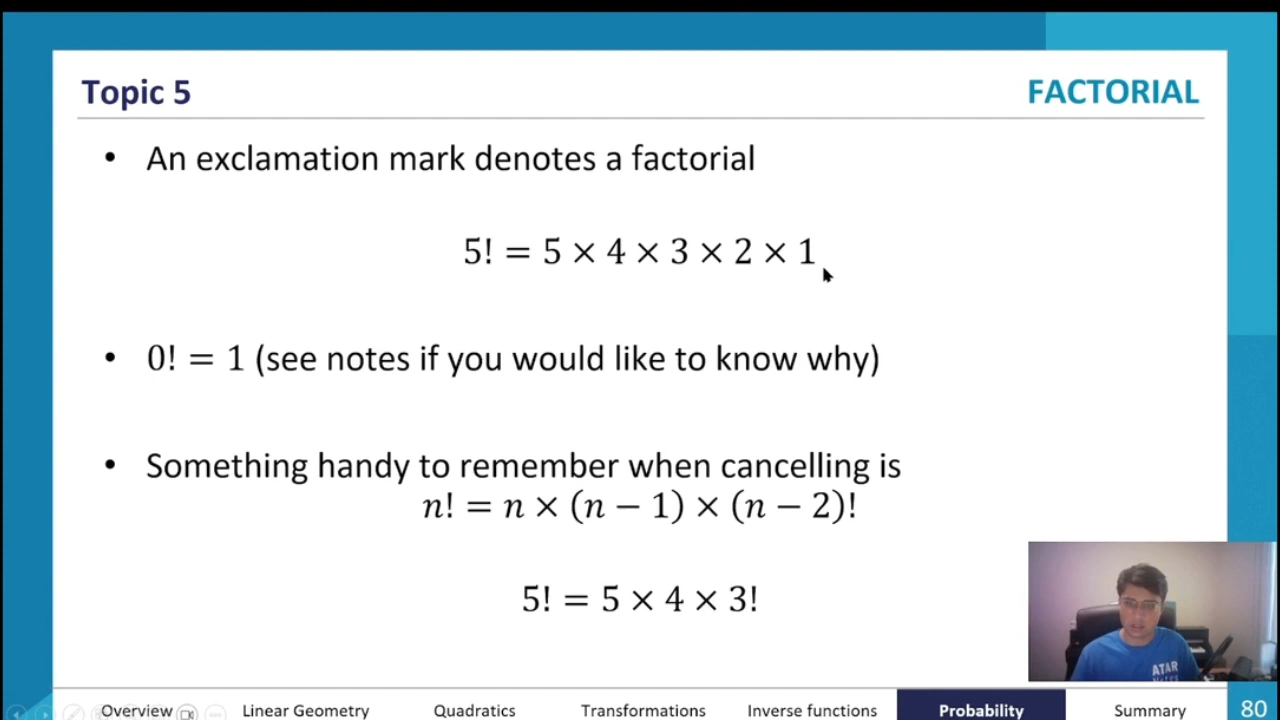 Topic 5
FACTORIAL
• An exclamation mark denotes a factorial
5! = 5 × 4 × 3 × 2 × 1
• 0! = 1 (see notes if you would like to know why)
• Something handy to remember when cancelling is
n! = n × (n − 1) × (n − 2)!
5! = 5 × 4 × 3!
ATAR
Notes
Overview
Linear Geometry
Quadratics
Transformations
Inverse functions
Probability
Summary
80